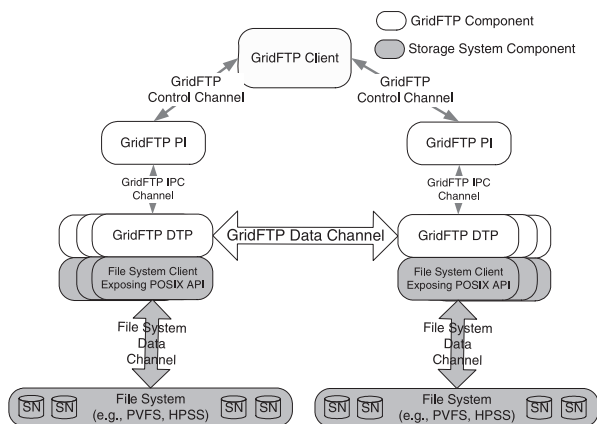 GridFTP Component
Storage System Component
GridFTP Client
GridFTP
Control Channel
GridFTP
Control Channel
GridFTP PI
GridFTP PI
GridFTP IPC
Channel
GridFTP IPC
Channel
GridFTP DTP
GridFTP Data Channel
GridFTP DTP
File System Client
Exposing POSIX API
File System Client
Exposing POSIX API
File System
Data
Channel
File System
Data
Channel
SN
SN
File System
(e.g., PVFS, HPSS)
SN
SN
SN
SN
File System
(e.g., PVFS, HPSS)
SN
SN